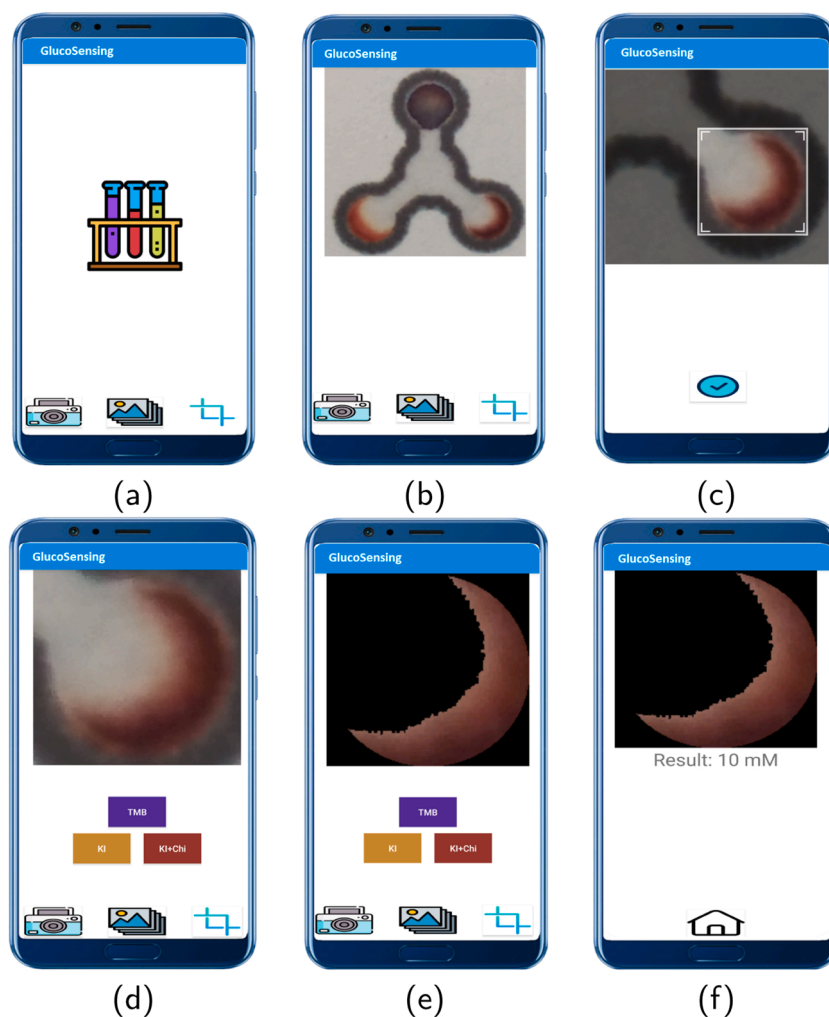 GlucoSensing
GlucoSensing
GlucoSensing
(a)
(b)
(c)
GlucoSensing
GlucoSensing
GlucoSensing
Result: 10 mM
TMB
KI
KI+Chi
TMB
KI
KI+Chi
(d)
(e)
(f)